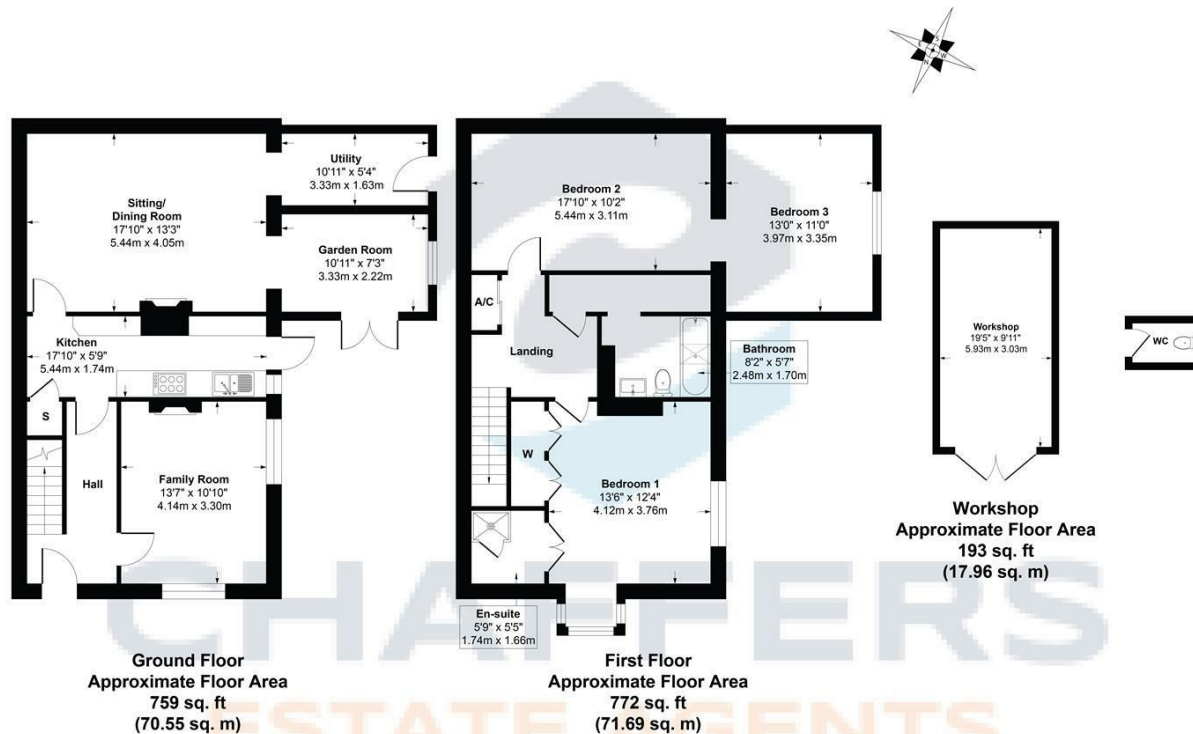 S
E
W
N
Utility
10'11" x 5'4"
3.33m x 1.63m
Sitting/
Dining Room
17'10" x 13'3"
5.44m x 4.05m
Garden Room
10'11" x 7'3"
3.33m x 2.22m
Kitchen
17'10" x 5'9"
5.44m x 1.74m
S
Hall
Family Room
13'7" x 10'10"
4.14m x 3.30m
Ground Floor
Approximate Floor Area
759 sq. ft
(70.55 sq. m)
Bedroom 2
17'10" x 10'2"
5.44m x 3.11m
Bedroom 3
13'0" x 11'0"
3.97m x 3.35m
A/C
Landing
Bathroom
8'2" x 5'7"
2.48m x 1.70m
W
Bedroom 1
13'6" x 12'4"
4.12m x 3.76m
En-suite
5'9" x 5'5"
1.74m x 1.66m
First Floor
Approximate Floor Area
772 sq. ft
(71.69 sq. m)
Workshop
19'5" x 9'11"
5.93m x 3.03m
WC
Workshop
Approximate Floor Area
193 sq. ft
(17.96 sq. m)
CHAFFERS
ESTATE AGENTS